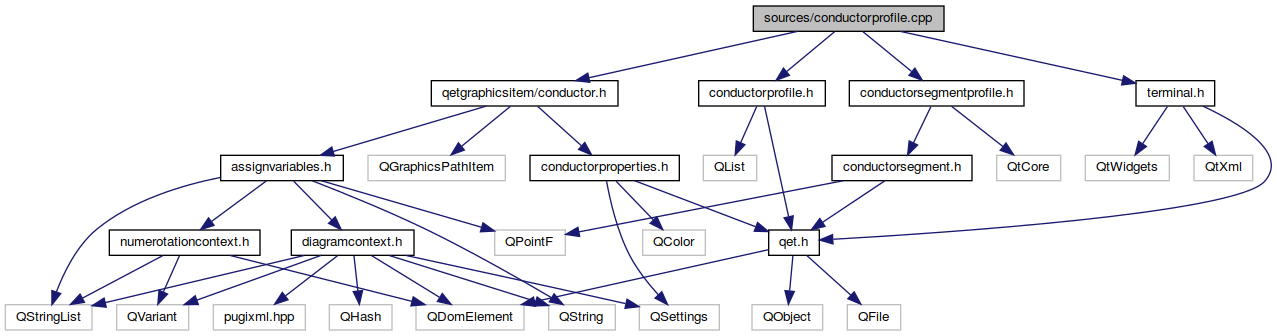 sources/conductorprofile.cpp
qetgraphicsitem/conductor.h
conductorprofile.h
conductorsegmentprofile.h
terminal.h
assignvariables.h
QGraphicsPathItem
conductorproperties.h
QList
conductorsegment.h
QtCore
QtWidgets
QtXml
numerotationcontext.h
diagramcontext.h
QPointF
QColor
qet.h
QStringList
QVariant
pugixml.hpp
QHash
QDomElement
QString
QSettings
QObject
QFile